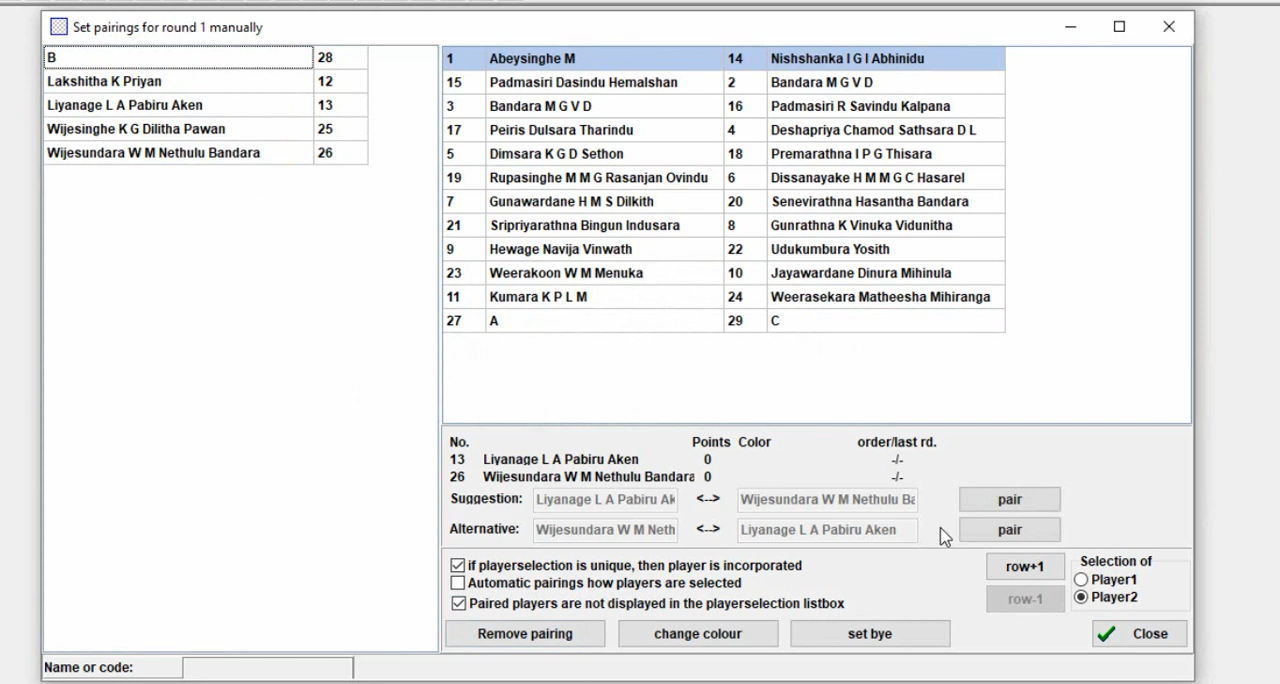 Set pairings for round 1 manually
B 28
Lakshitha K Priyan 12
Liyanage L A Pabiru Aken 13
Wijesinghe K G Dilitha Pawan 25
Wijesundara W M Nethulu Bandara 26
1 Abeysinghe M 14 Nishshanka I G I Abhinidu
15 Padmasiri Dasindu Hemalshan 2 Bandara M G V D
3 Bandara M G V D 16 Padmasiri R Savindu Kalpana
17 Peiris Dulsara Tharindu 4 Deshapriya Chamod Sathsara D L
5 Dimsara K G D Sethon 18 Premarathna I P G Thisara
19 Rupasinghe M M G Rasanjan Ovindu 6 Dissanayake H M M G C Hasarel
7 Gunawardane H M S Dilkith 20 Senevirathna Hasantha Bandara
21 Sripriyarathna Bingun Indusara 8 Gunrathna K Vinuka Vidunitha
9 Hewage Navija Vinwath 22 Udukumbura Yosith
23 Weerakoon W M Menuka 10 Jayawardane Dinura Mihinula
11 Kumara K P L M 24 Weerasekara Matheesha Mihiranga
27 A 29 C
No. Points Color order/last rd.
13 Liyanage L A Pabiru Aken 0 -/-
26 Wijesundara W M Nethulu Bandara 0 -/-
Suggestion: Liyanage L A Pabiru Ak <--> Wijesundara W M Nethulu Ba pair
Alternative: Wijesundara W M Neth <--> Liyanage L A Pabiru Aken pair
if playerselection is unique, then player is incorporated
Automatic pairings how players are selected
Paired players are not displayed in the playerselection listbox
row+1
row-1
Selection of
Player1
Player2
Remove pairing change colour set bye Close
Name or code: